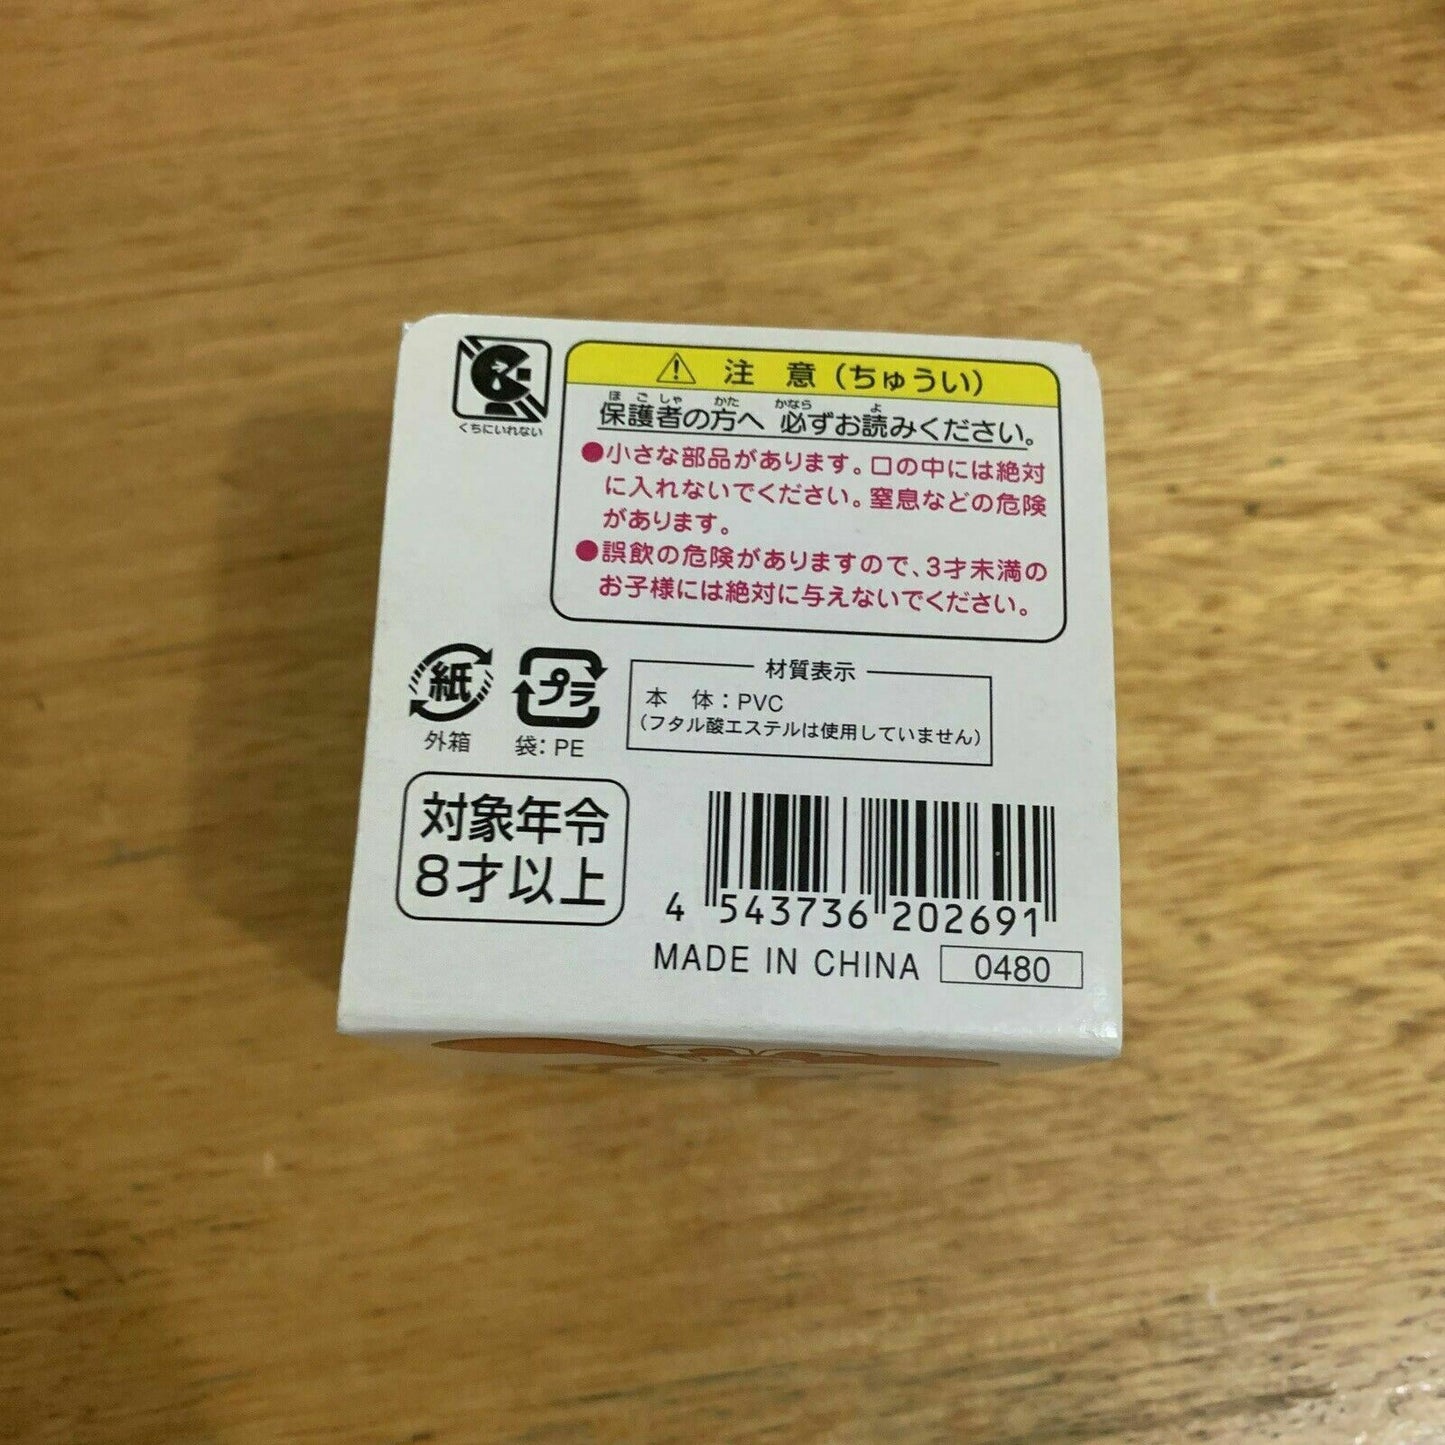 くちにいれない
注 意 (ちゅうい)
ほごしゃ かた かなら よ
保護者の方へ 必ずお読みください。
●小さな部品があります。口の中には絶対
に入れないでください。窒息などの危険
があります。
●誤飲の危険がありますので、3才未満の
お子様には絶対に与えないでください。
紙
外箱
プラ
袋:PE
材質表示
本 体:PVC
(フタル酸エステルは使用していません)
対象年令
8才以上
4 543736 202691
MADE IN CHINA 0480